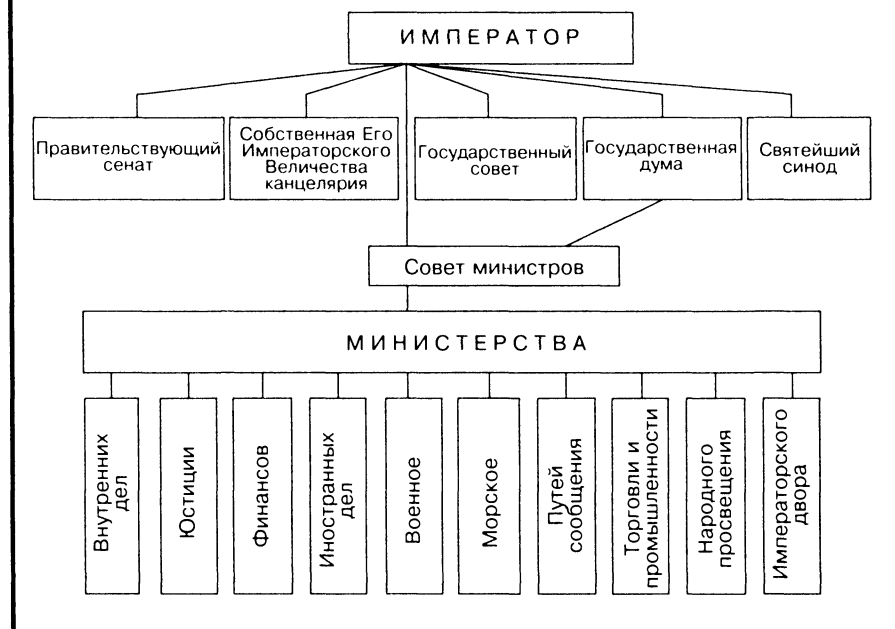 ИМПЕРАТОР
Правительствующий
сенат
Собственная Его
Императорского
Величества
канцелярия
Государственный
совет
Государственная
дума
Святейший
синод
Совет министров
МИНИСТЕРСТВА
Внутренних
дел
Юстиции
Финансов
Иностранных
дел
Военное
Морское
Путей
сообщения
Торговли и
промышленности
Народного
просвещения
Императорского
двора